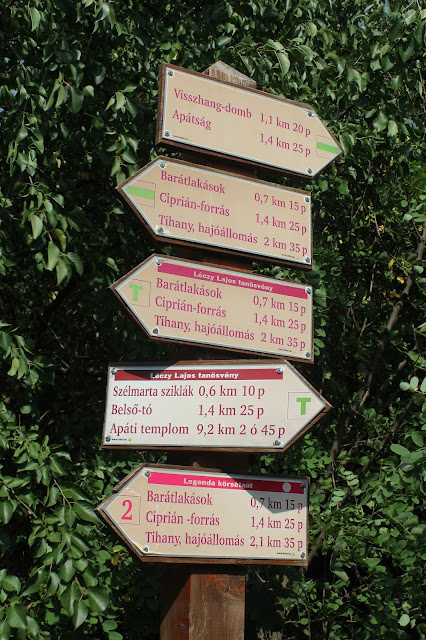 Visszhang-domb 1,1 km 20 p
Apátság 1,4 km 25 p
Barátlakások 0,7 km 15 p
Ciprián-forrás 1,4 km 25 p
Tihany, hajóállomás 2 km 35 p
Lóczy Lajos tanösvény
Barátlakások 0,7 km 15 p
T
Ciprián-forrás 1,4 km 25 p
Tihany, hajóállomás 2 km 35 p
Lóczy Lajos tanösvény
Szélmarta sziklák 0,6 km 10 p
Belső-tó 1,4 km 25 p
T
Apáti templom 9,2 km 2 ó 45 p
Legenda körsétaút
Barátlakások 0,7 km 15 p
2
Ciprián -forrás 1,4 km 25 p
Tihany, hajóállomás 2,1 km 35 p